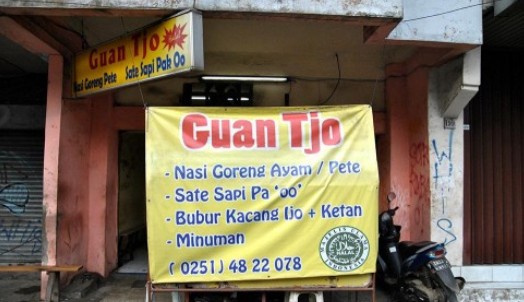 Guan Tjo
Nasi Goreng Pete Sate Sapi Pak Oo
Guan Tjo
- Nasi Goreng Ayam / Pete
- Sate Sapi Pa "oo"
- Bubur Kacang Ijo + Ketan
- Minuman
( 0251 ) 48 22 078
HALAL